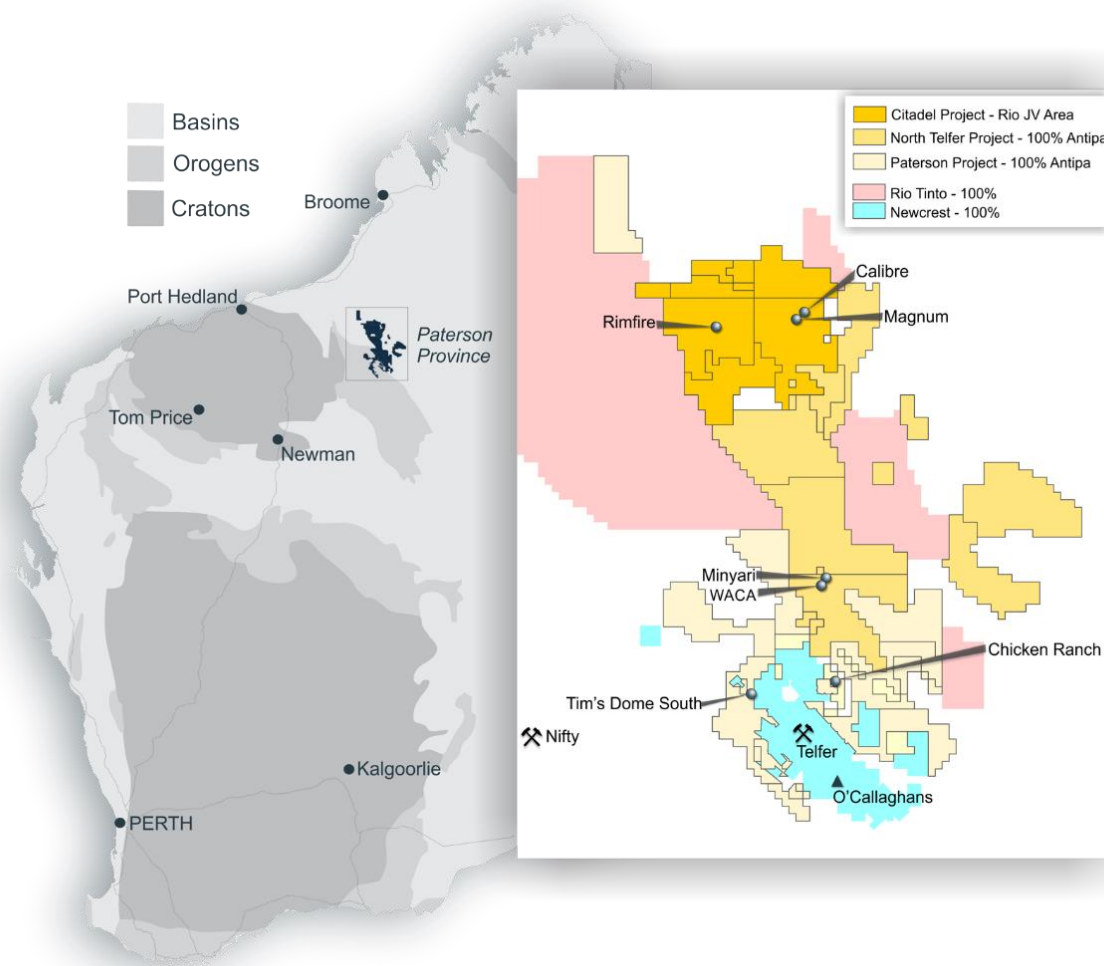 Basins
Orogens
Cratons
Broome
Port Hedland
Paterson
Province
Tom Price
Newman
Kalgoorlie
PERTH
Citadel Project - Rio JV Area
North Telfer Project - 100% Antipa
Paterson Project - 100% Antipa
Rio Tinto - 100%
Newcrest - 100%
Calibre
Rimfire
Magnum
Minyari
WACA
Chicken Ranch
Tim's Dome South
Nifty
Telfer
O'Callaghans